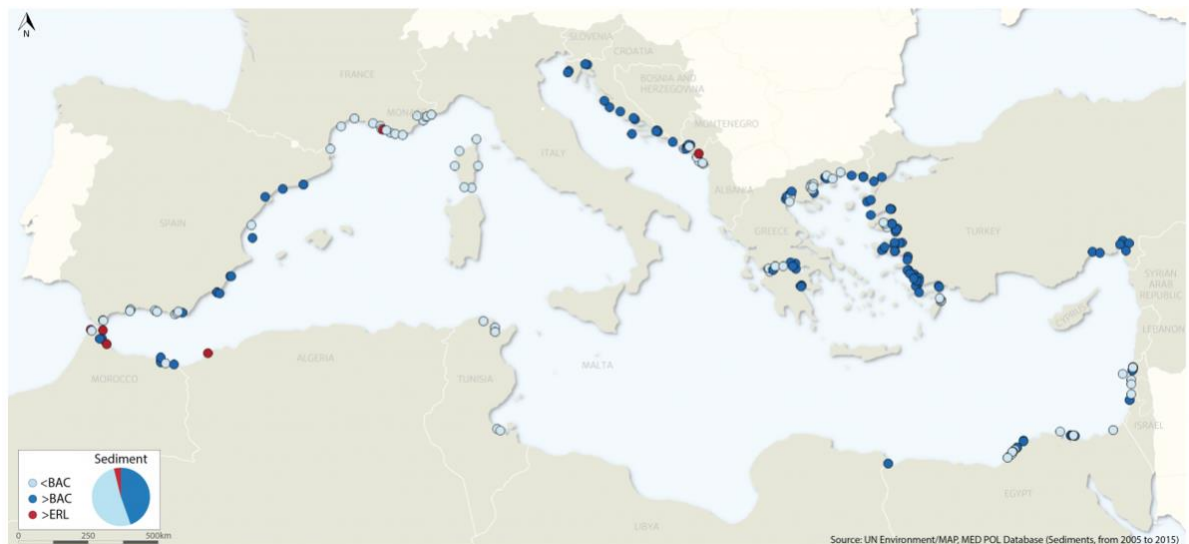 N
SLOVENIA
CROATIA
FRANCE
BOSNIA AND
HERZEGOVINA
MONTENEGRO
ITALY
ALBANIA
SPAIN
GREECE
TURKEY
SYRIAN
ARAB
REPUBLIC
CYPRUS
LEBANON
ALGERIA
MALTA
MOROCCO
TUNISIA
ISRAEL
Sediment
<BAC
>BAC
>ERL
EGYPT
LIBYA
0 250 500km
Source: UN Environment/MAP, MED POL Database (Sediments, from 2005 to 2015)